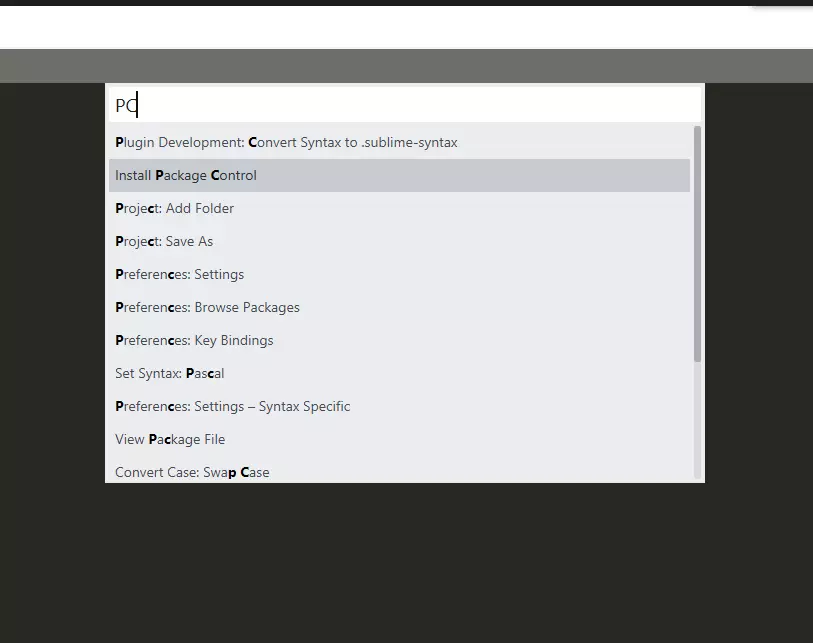 PC
Plugin Development: Convert Syntax to .sublime-syntax
Install Package Control
Project: Add Folder
Project: Save As
Preferences: Settings
Preferences: Browse Packages
Preferences: Key Bindings
Set Syntax: Pascal
Preferences: Settings – Syntax Specific
View Package File
Convert Case: Swap Case